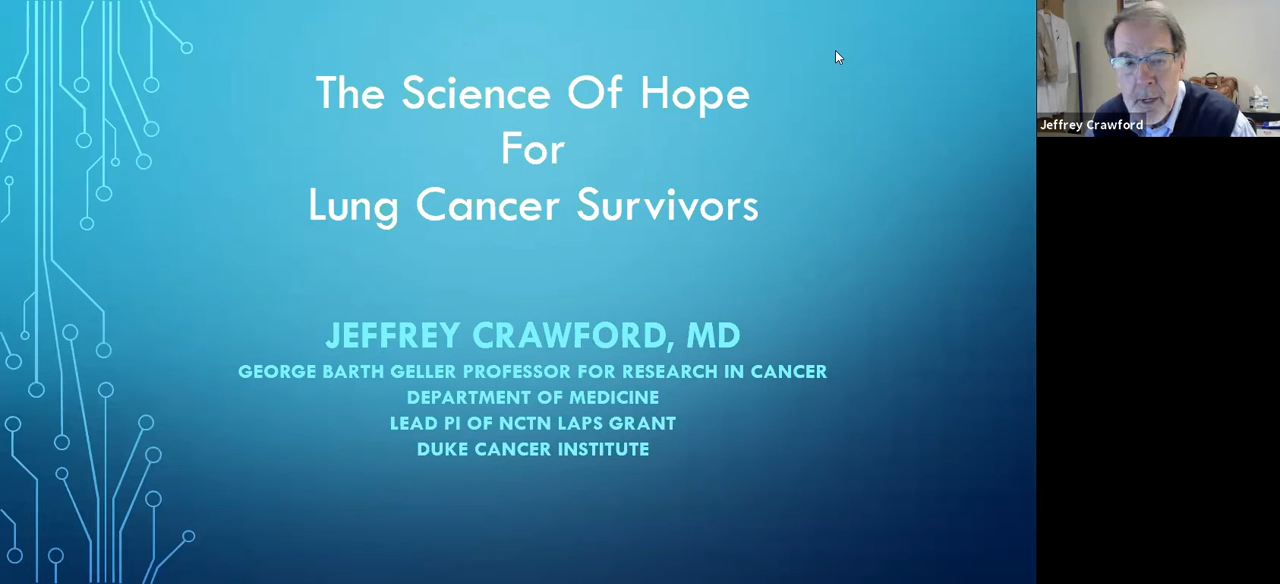 The Science Of Hope
For
Lung Cancer Survivors
JEFFREY CRAWFORD, MD
GEORGE BARTH GELLER PROFESSOR FOR RESEARCH IN CANCER
DEPARTMENT OF MEDICINE
LEAD PI OF NCTN LAPS GRANT
DUKE CANCER INSTITUTE
Jeffrey Crawford